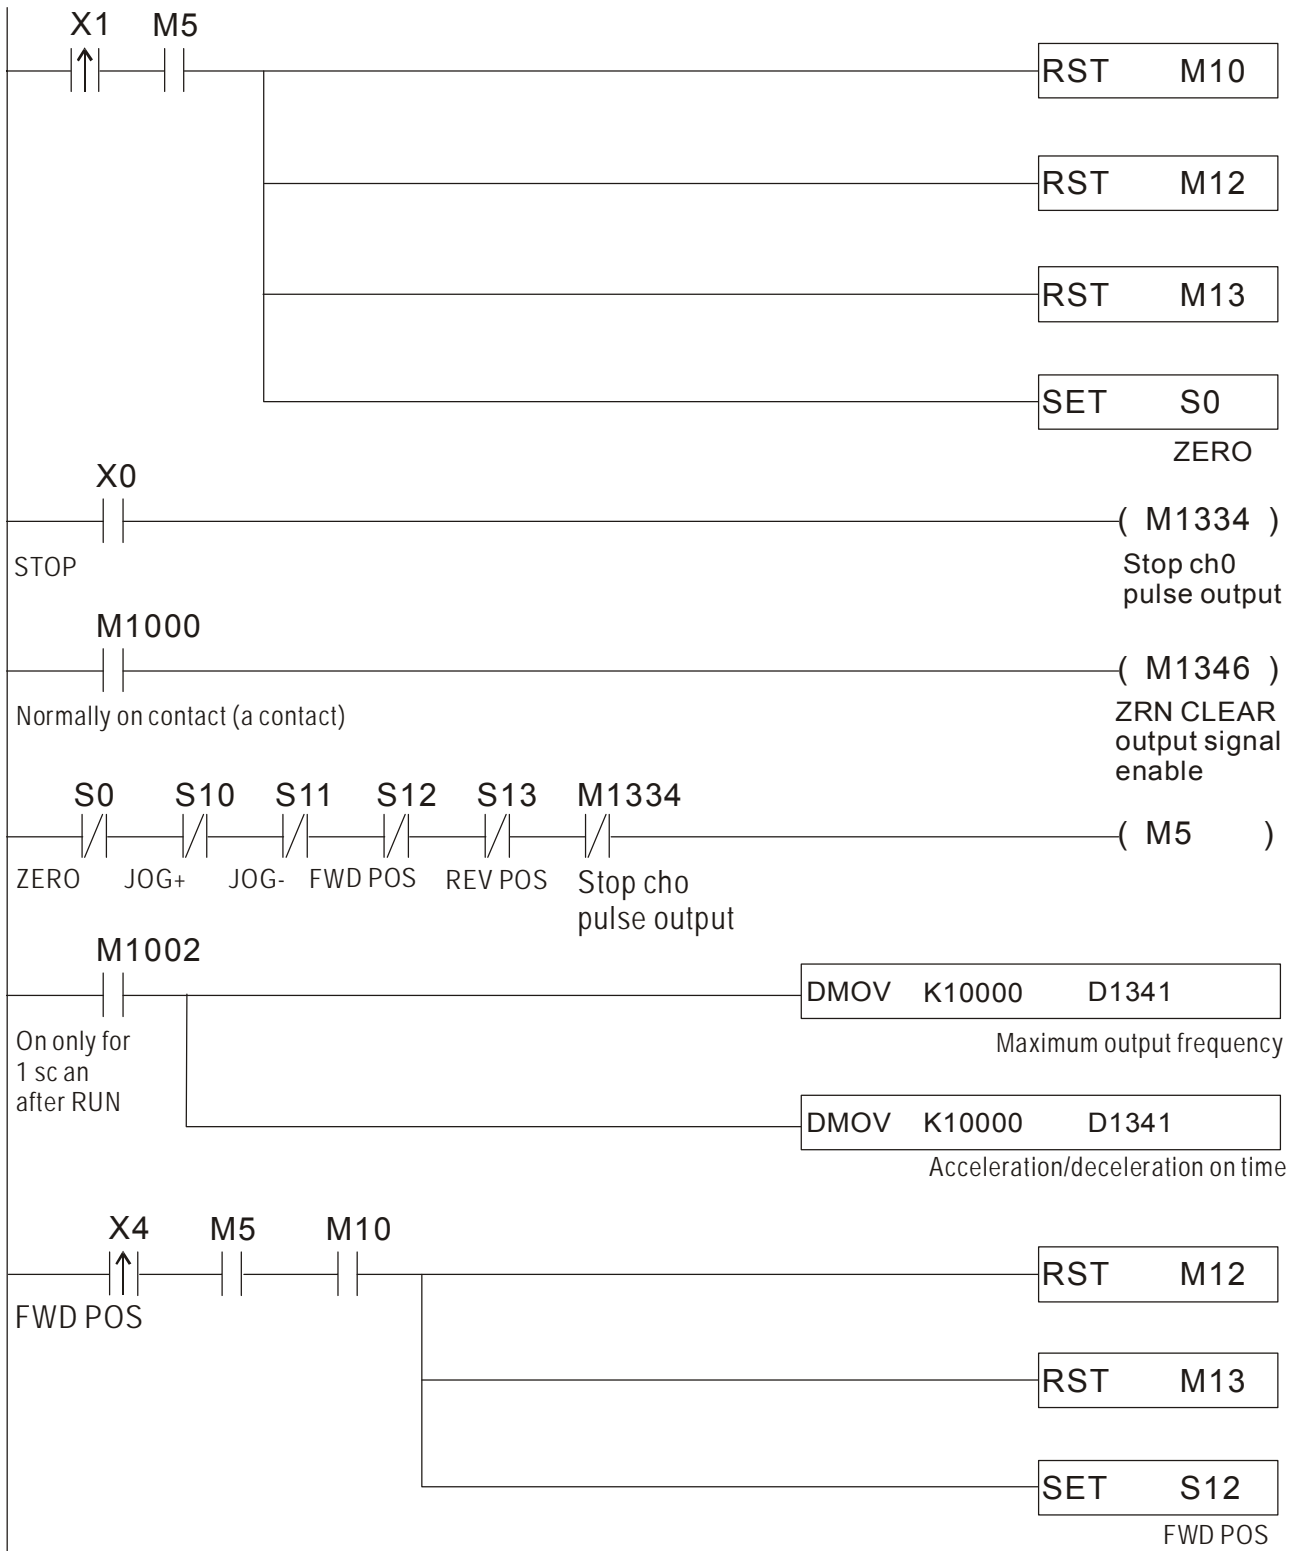 X1 M5
RST M10
RST M12
RST M13
SET S0
ZERO
X0
( M1334 )
STOP
Stop ch0
pulse output
M1000
( M1346 )
Normally on contact (a contact)
ZRN CLEAR
output signal
enable
S0 S10 S11 S12 S13 M1334
( M5 )
ZERO JOG+ JOG- FWD POS REV POS Stop cho
pulse output
M1002
DMOV K10000 D1341
On only for
1 sc an
after RUN
Maximum output frequency
DMOV K10000 D1341
Acceleration/deceleration on time
X4 M5 M10
RST M12
FWD POS
RST M13
SET S12
FWD POS